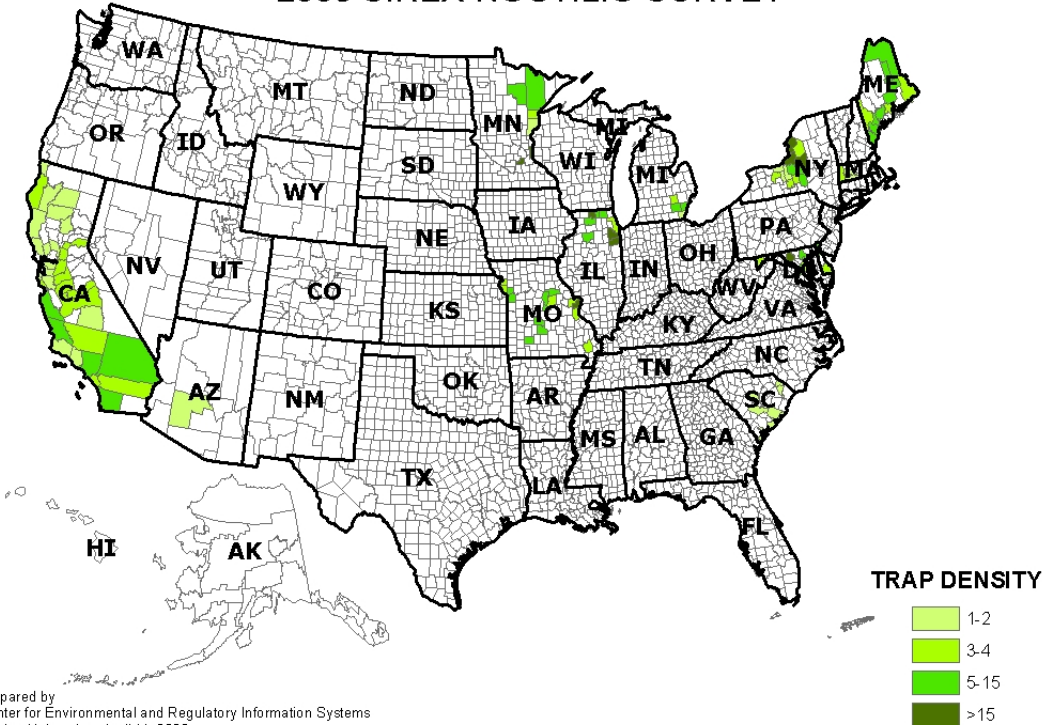 WA
MT
ND
MN
ME
OR
ID
SD
WI
MI
MI
NY
MA
WY
IA
PA
NE
NV
UT
CO
IL
IN
OH
WV
VA
CA
KS
MO
KY
NC
TN
AZ
NM
OK
AR
SC
MS
AL
GA
TX
LA
FL
HI
AK
TRAP DENSITY
1-2
3-4
5-15
>15
pared by
nter for Environmental and Regulatory Information Systems